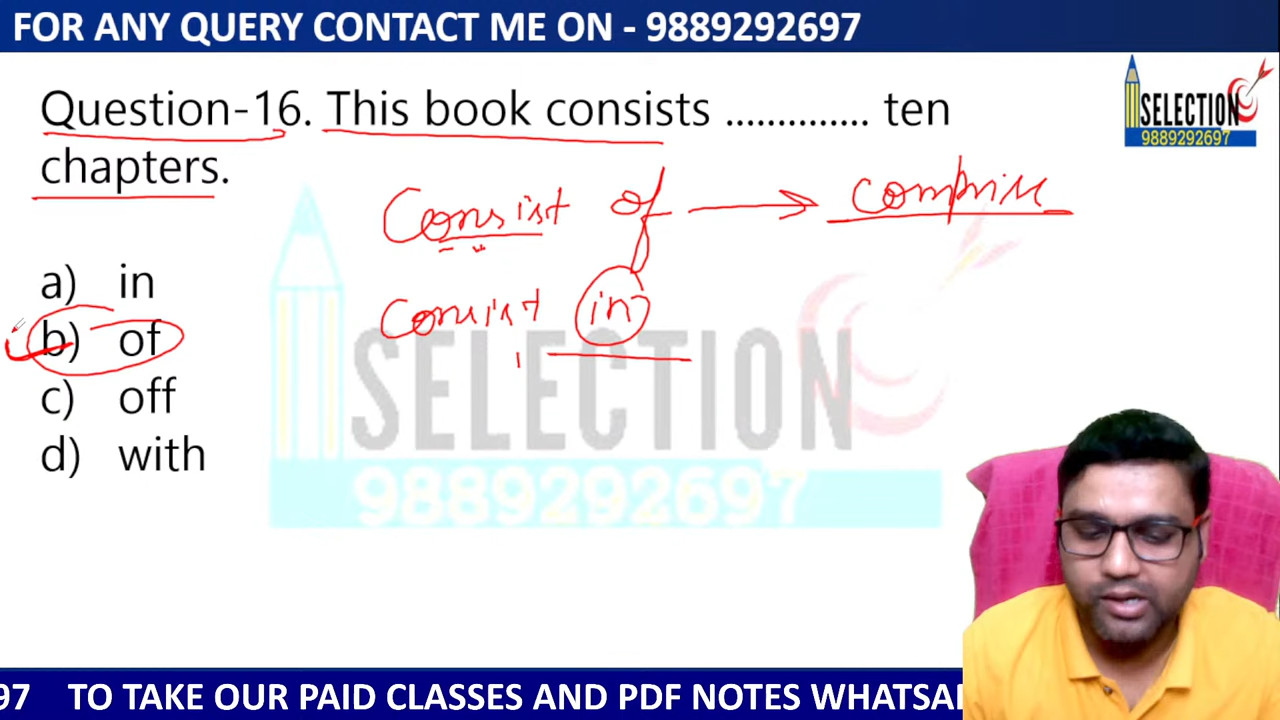 FOR ANY QUERY CONTACT ME ON - 9889292697
SELECTION
9889292697
Question-16. This book consists .............. ten
chapters.
Consist of → comprise
Consist in
a) in
b) of
c) off
d) with
SELECTION
9889292697
97 TO TAKE OUR PAID CLASSES AND PDF NOTES WHATSA